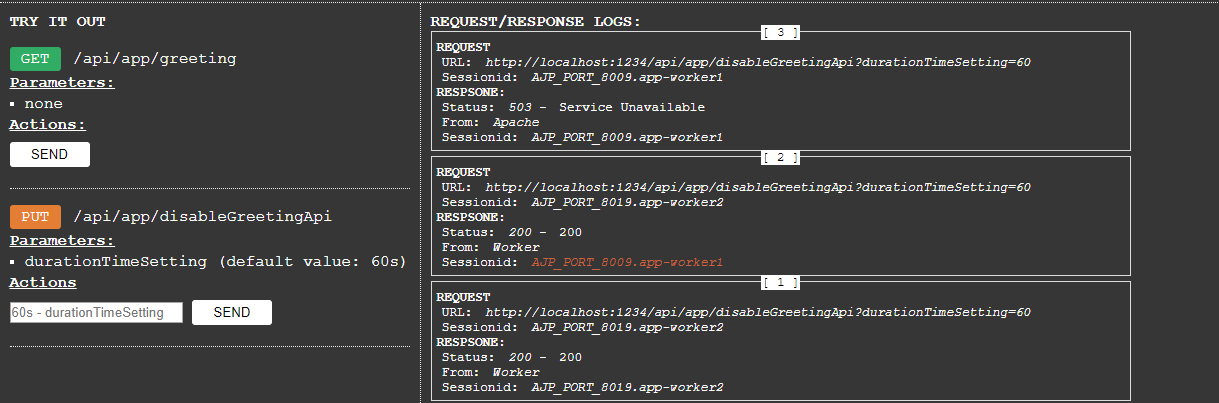 TRY IT OUT
GET /api/app/greeting
Parameters:
▪ none
Actions:
SEND
PUT /api/app/disableGreetingApi
Parameters:
▪ durationTimeSetting (default value: 60s)
Actions
60s - durationTimeSetting SEND
REQUEST/RESPONSE LOGS:
[ 3 ]
REQUEST
URL: http://localhost:1234/api/app/disableGreetingApi?durationTimeSetting=60
Sessionid: AJP_PORT_8009.app-worker1
RESPSONE:
Status: 503 - Service Unavailable
From: Apache
Sessionid: AJP_PORT_8009.app-worker1
[ 2 ]
REQUEST
URL: http://localhost:1234/api/app/disableGreetingApi?durationTimeSetting=60
Sessionid: AJP_PORT_8019.app-worker2
RESPSONE:
Status: 200 - 200
From: Worker
Sessionid: AJP_PORT_8009.app-worker1
[ 1 ]
REQUEST
URL: http://localhost:1234/api/app/disableGreetingApi?durationTimeSetting=60
Sessionid: AJP_PORT_8019.app-worker2
RESPSONE:
Status: 200 - 200
From: Worker
Sessionid: AJP_PORT_8019.app-worker2